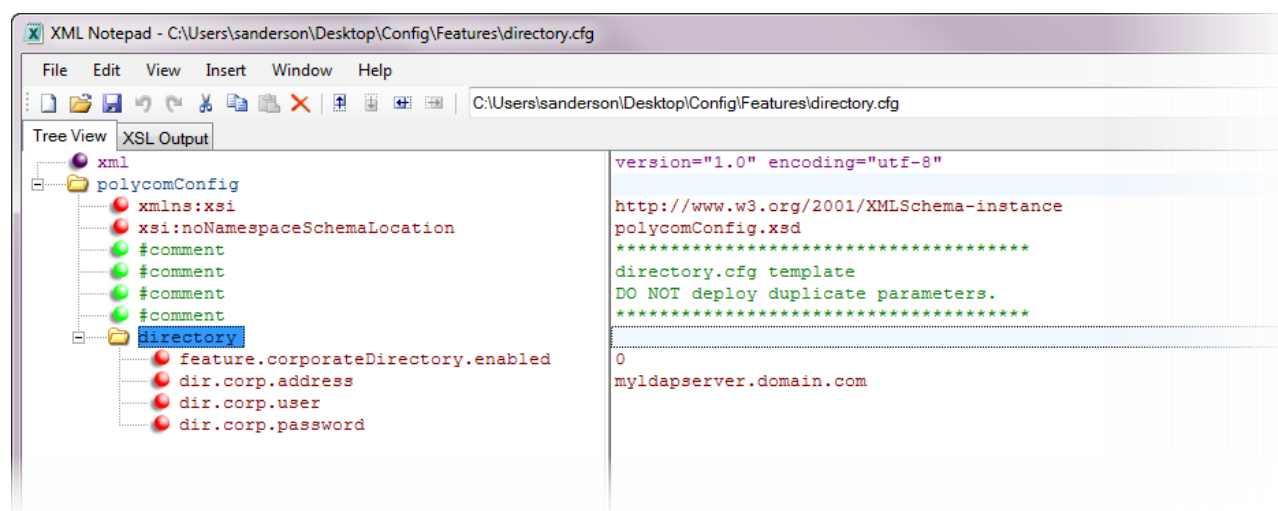 XML Notepad - C:\Users\sanderson\Desktop\Config\Features\directory.cfg
File Edit View Insert Window Help
C:\Users\sanderson\Desktop\Config\Features\directory.cfg
Tree View XSL Output
xml version="1.0" encoding="utf-8"
polycomConfig
xmlns:xsi http://www.w3.org/2001/XMLSchema-instance
xsi:noNamespaceSchemaLocation polycomConfig.xsd
#comment **************************************
#comment directory.cfg template
#comment DO NOT deploy duplicate parameters.
#comment **************************************
directory
feature.corporateDirectory.enabled 0
dir.corp.address myldapserver.domain.com
dir.corp.user
dir.corp.password